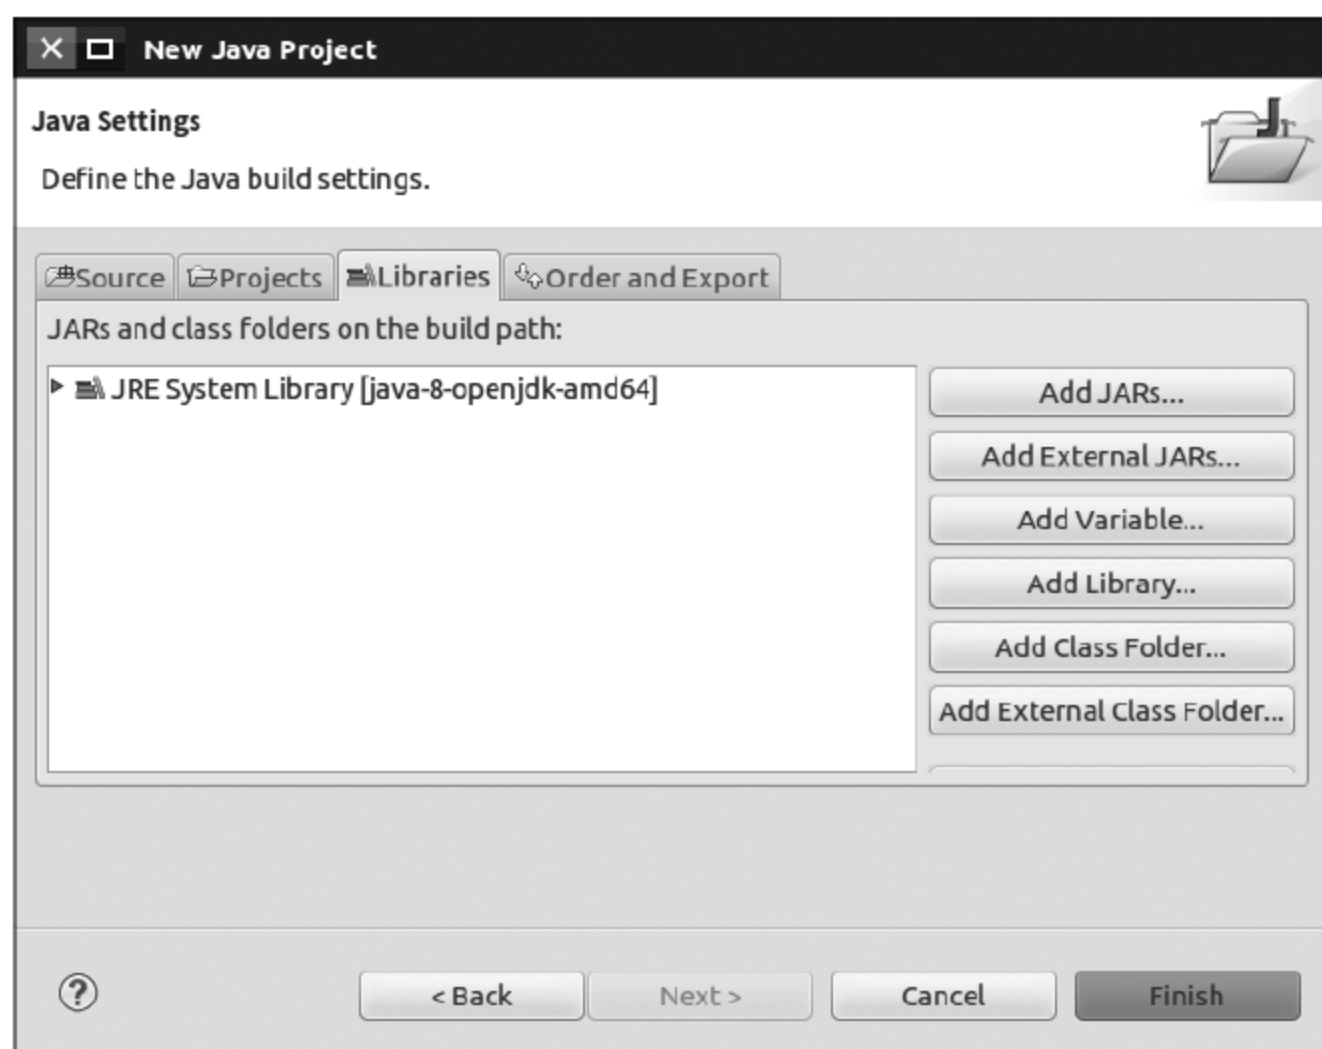 New Java Project
Java Settings
Define the Java build settings.
Source Projects Libraries Order and Export
JARs and class folders on the build path:
JRE System Library [java-8-openjdk-amd64]
Add JARs...
Add External JARs...
Add Variable...
Add Library...
Add Class Folder...
Add External Class Folder...
? < Back Next > Cancel Finish